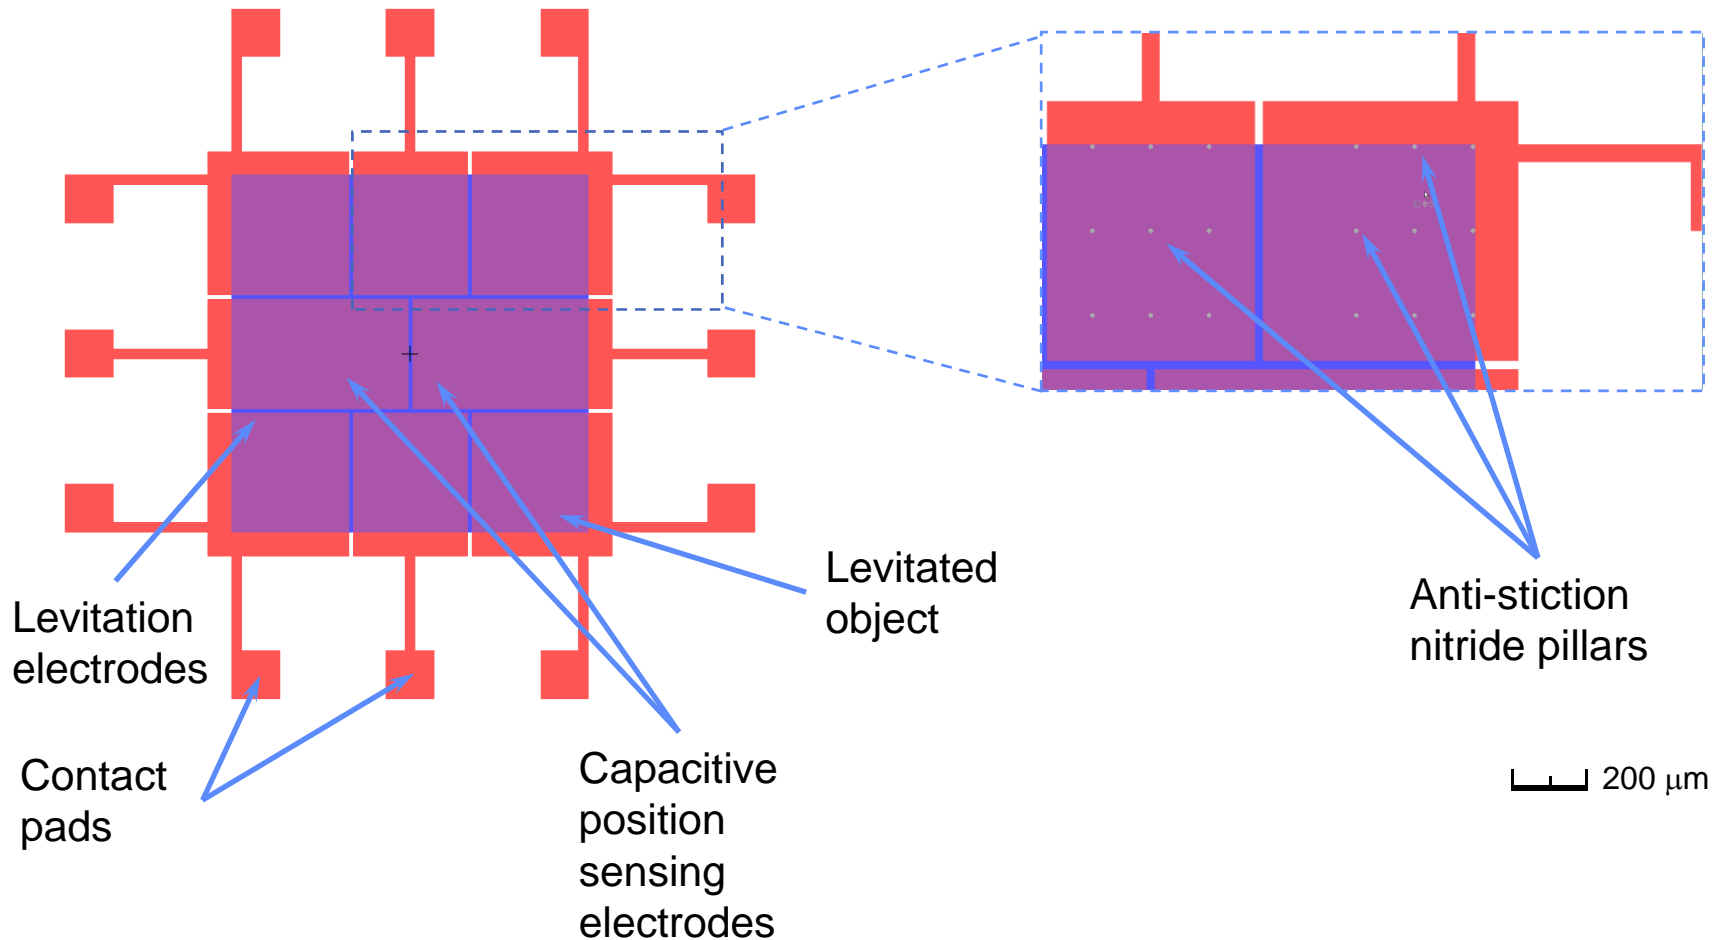 Levitation
electrodes
Contact
pads
Capacitive
position
sensing
electrodes
Levitated
object
Anti-stiction
nitride pillars
200 μm